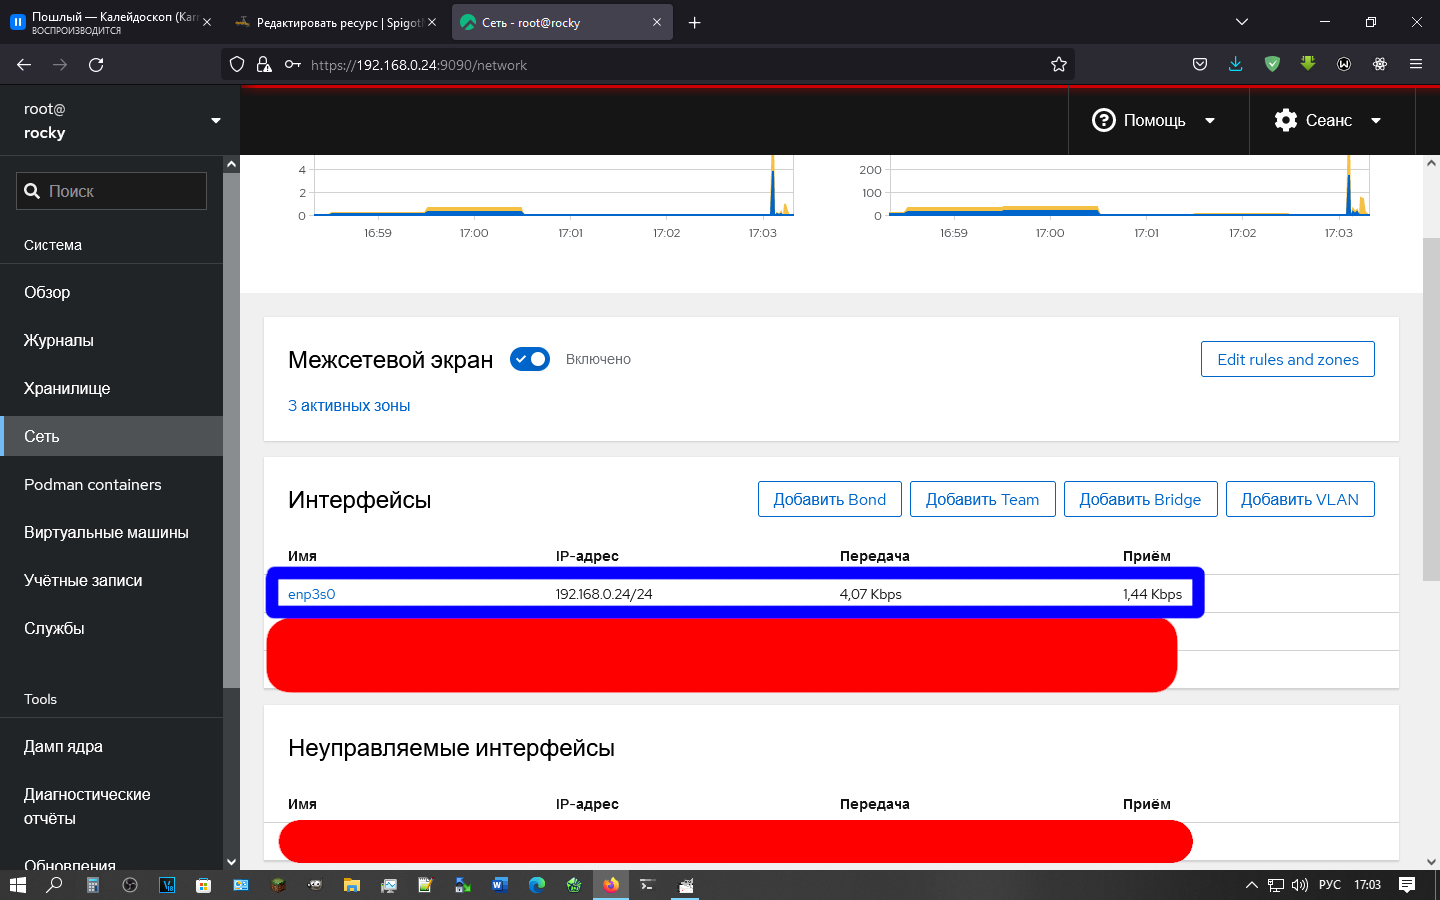 Пошлый — Калейдоскоп (Кап
ВОСПРОИЗВОДИТСЯ
Редактировать ресурс | Spigot
Сеть - root@rocky
https://192.168.0.24:9090/network
root@
rocky
Помощь
Сеанс
Поиск
Система
Обзор
Журналы
Хранилище
Сеть
Podman containers
Виртуальные машины
Учётные записи
Службы
Tools
Дамп ядра
Диагностические
отчёты
Обновления
4
2
0
16:59 17:00 17:01 17:02 17:03
200
100
0
16:59 17:00 17:01 17:02 17:03
Межсетевой экран Включено Edit rules and zones
3 активных зоны
Интерфейсы Добавить Bond Добавить Team Добавить Bridge Добавить VLAN
Имя IP-адрес Передача Приём
enp3s0 192.168.0.24/24 4,07 Kbps 1,44 Kbps
Неуправляемые интерфейсы
Имя IP-адрес Передача Приём
РУС 17:03